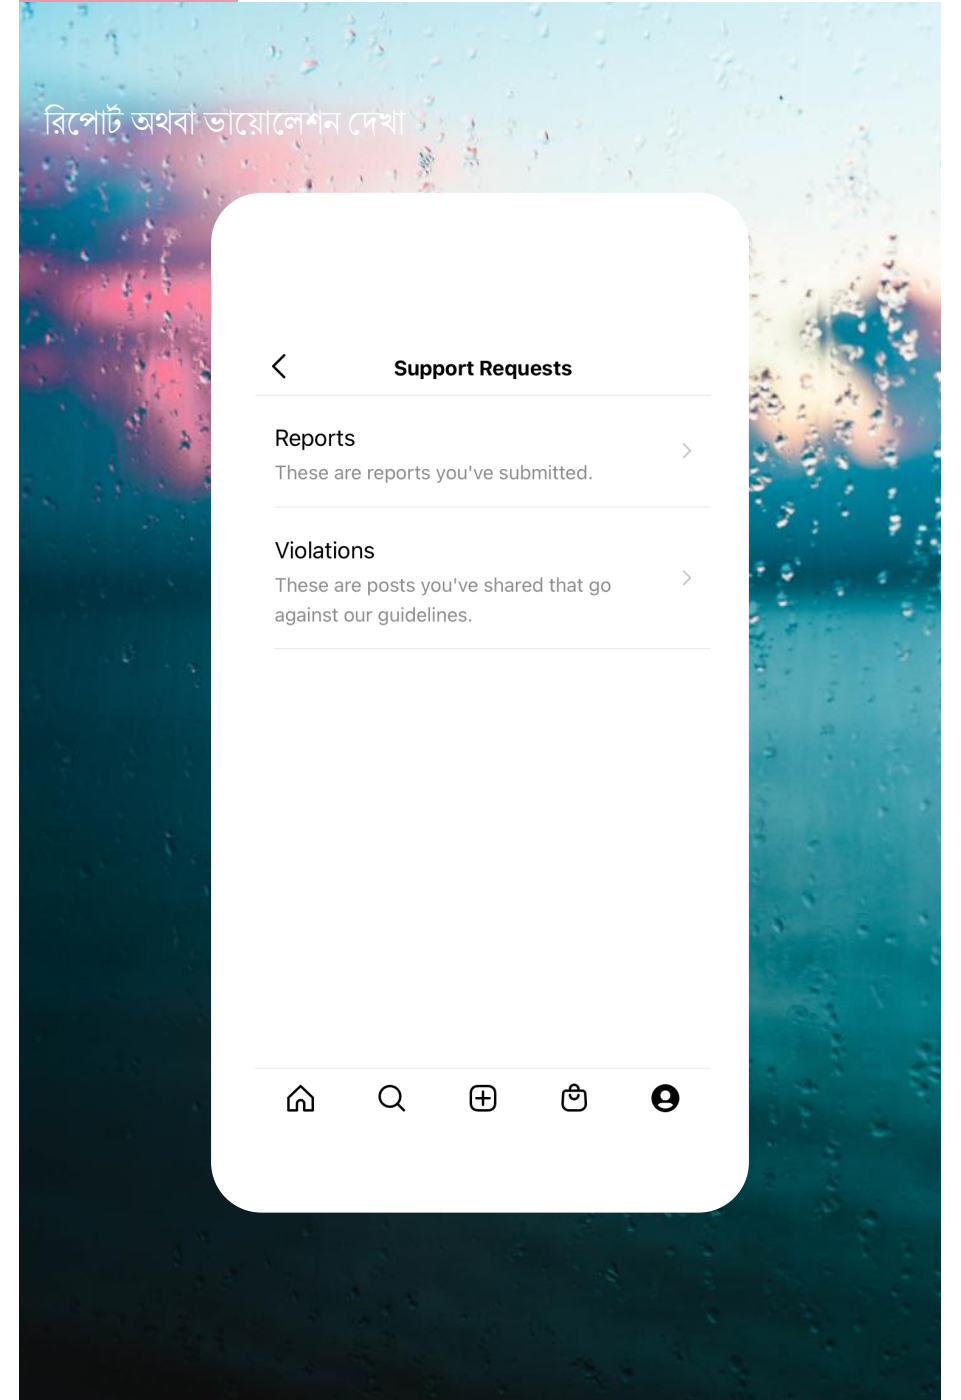 রিপোর্ট অথবা ভায়োলেশন দেখা
Support Requests
Reports
These are reports you've submitted.
Violations
These are posts you've shared that go
against our guidelines.